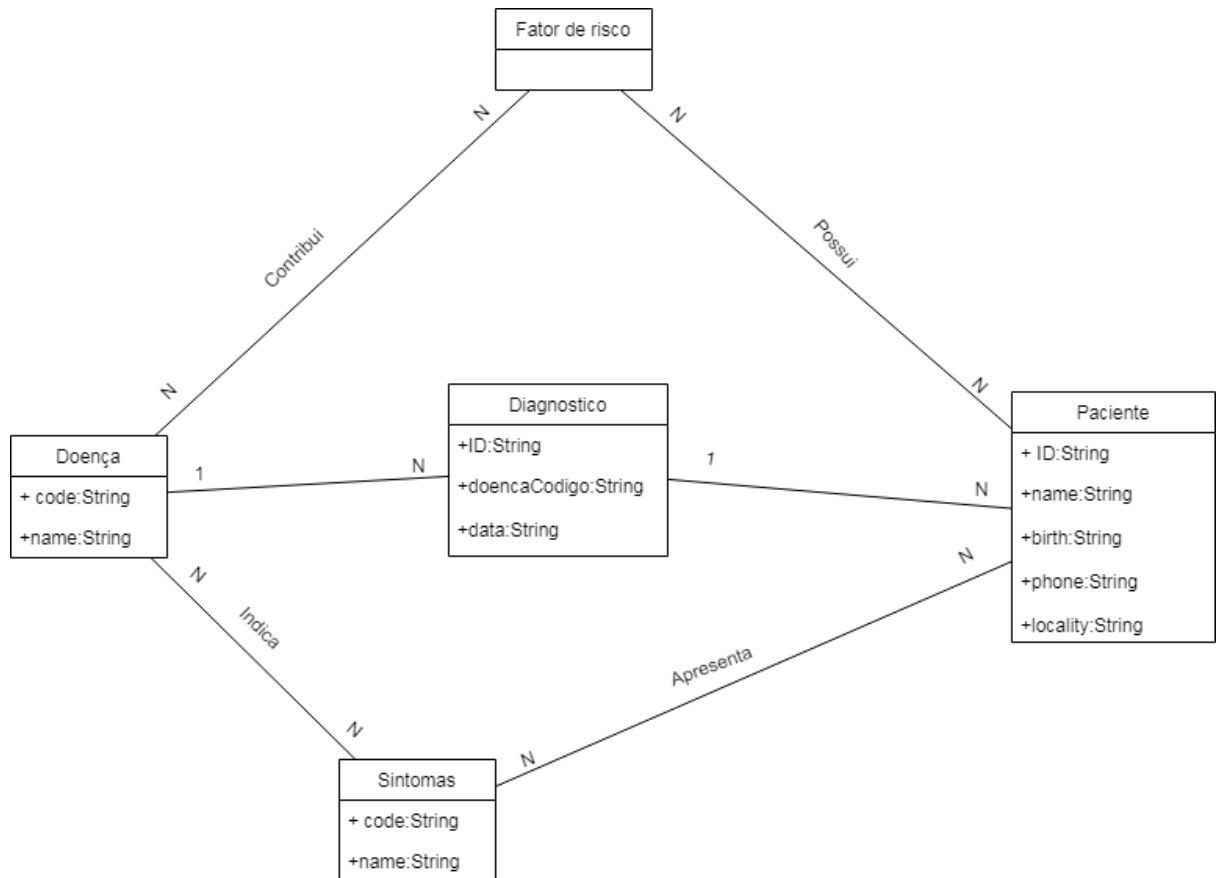 Fator de risco
N
N
Contribui
Possui
N
N
Doença
+ code:String
+name:String
1
N
Diagnostico
+ID:String
+doencaCodigo:String
+data:String
1
N
Paciente
+ ID:String
+name:String
+birth:String
+phone:String
+locality:String
N
Indica
N
N
Apresenta
N
Sintomas
+ code:String
+name:String